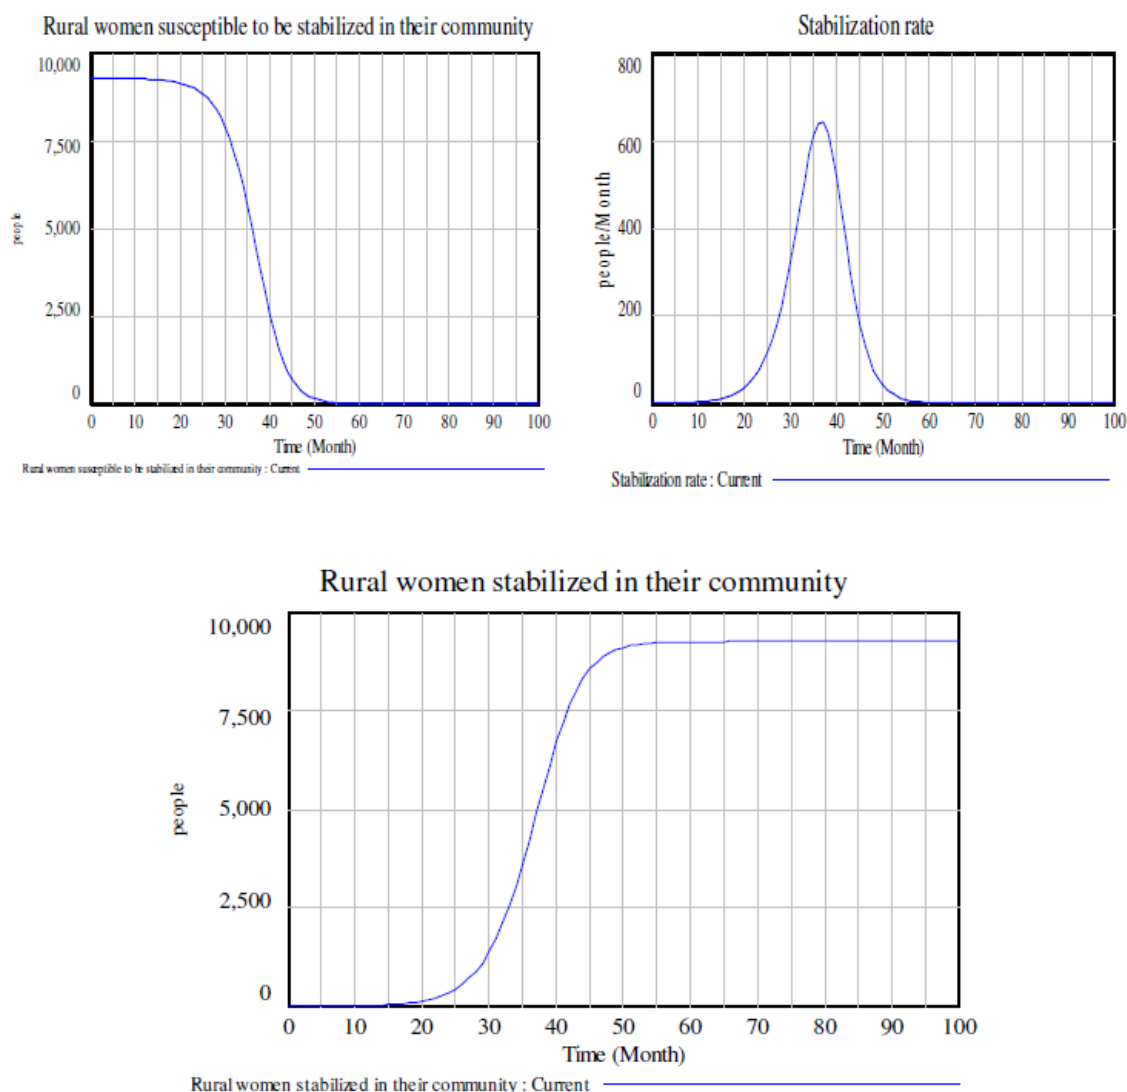 Rural women susceptible to be stabilized in their community
10,000
7,500
5,000
2,500
0
people
0 10 20 30 40 50 60 70 80 90 100
Time (Month)
Rural women susceptible to be stabilized in their community : Current
Stabilization rate
800
600
400
200
0
people/Month
0 10 20 30 40 50 60 70 80 90 100
Time (Month)
Stabilization rate : Current
Rural women stabilized in their community
10,000
7,500
5,000
2,500
0
people
0 10 20 30 40 50 60 70 80 90 100
Time (Month)
Rural women stabilized in their community : Current